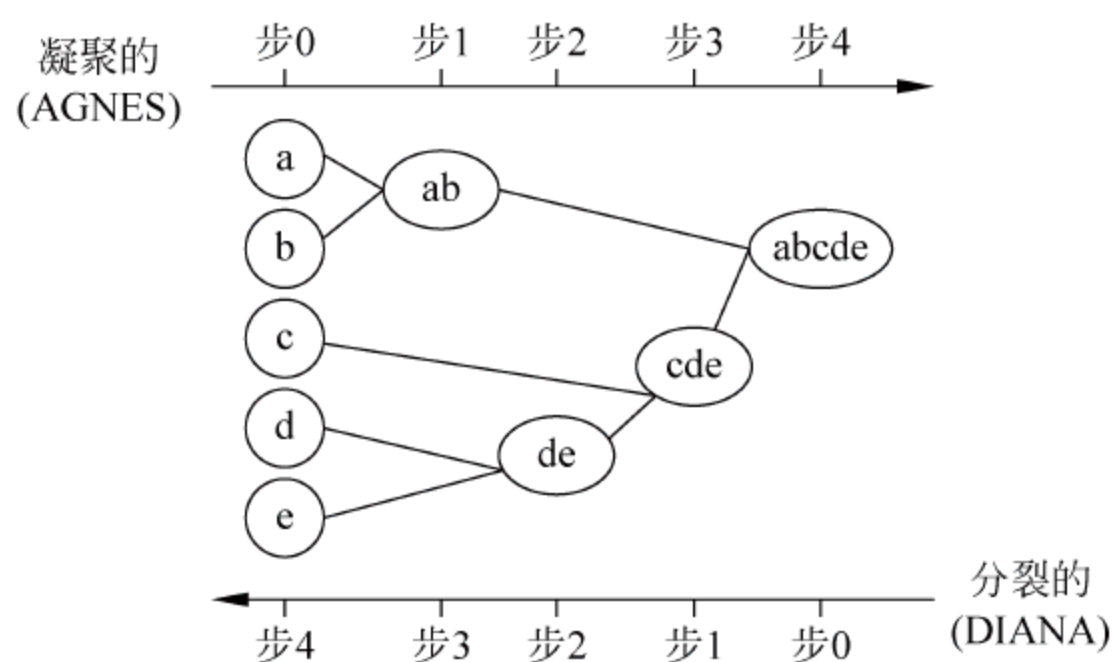 凝聚的
(AGNES)
步0 步1 步2 步3 步4
a
ab
b
abcde
c
cde
d
de
e
分裂的
(DIANA)
步4 步3 步2 步1 步0